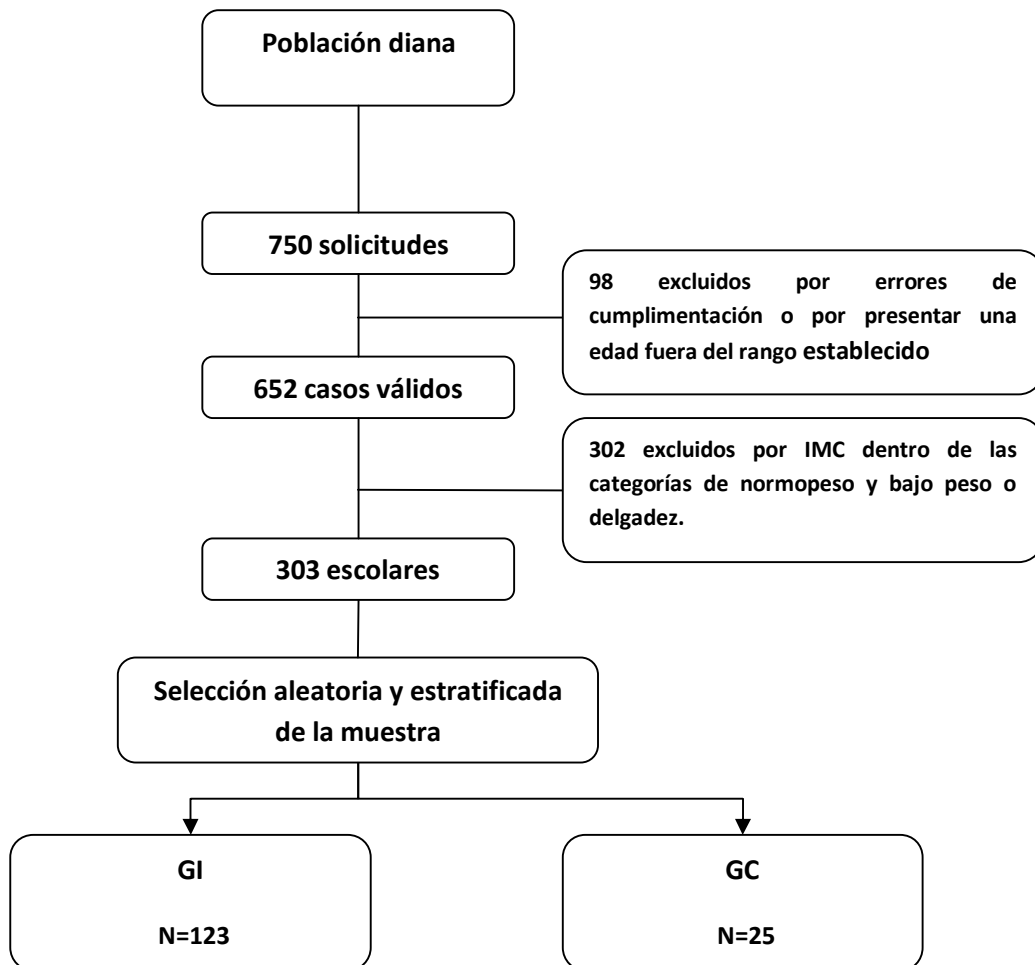 Población diana
750 solicitudes
98 excluidos por errores de
cumplimentación o por presentar una
edad fuera del rango establecido
652 casos válidos
302 excluidos por IMC dentro de las
categorías de normopeso y bajo peso o
delgadez.
303 escolares
Selección aleatoria y estratificada
de la muestra
GI
N=123
GC
N=25